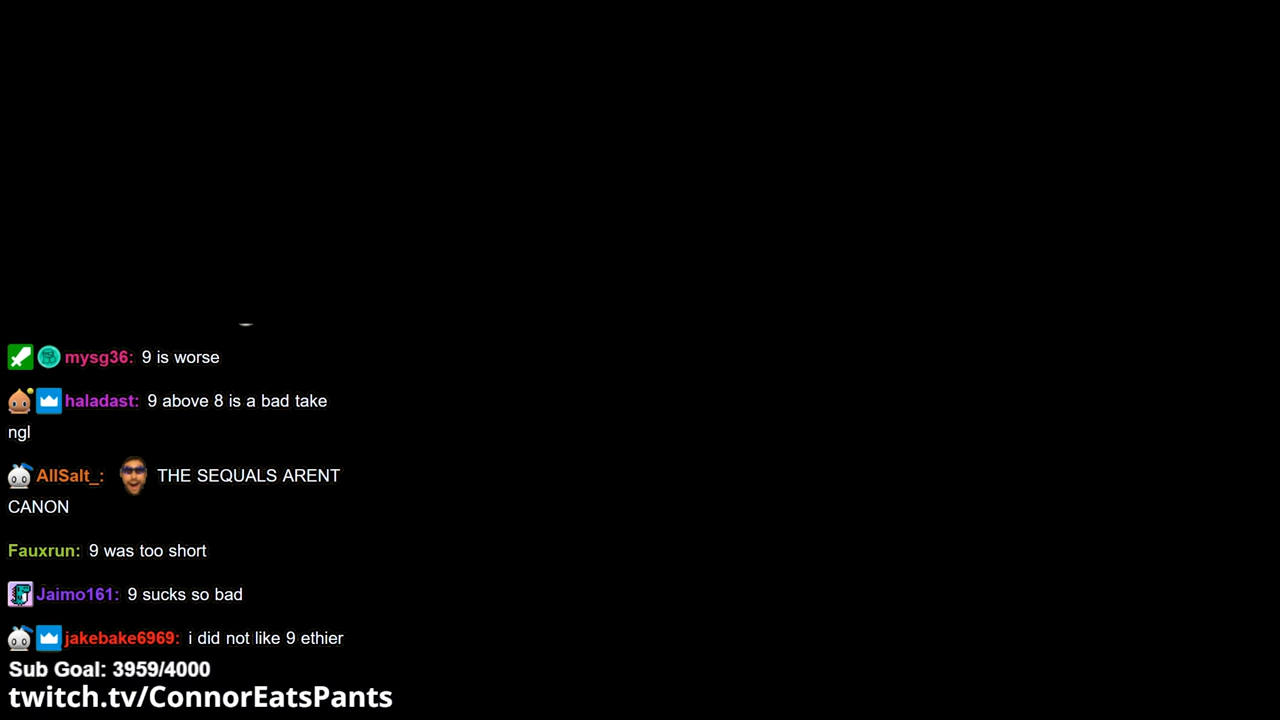 mysg36: 9 is worse
haladast: 9 above 8 is a bad take
ngl
AllSalt_: THE SEQUALS ARENT
CANON
Fauxrun: 9 was too short
Jaimo161: 9 sucks so bad
jakebake6969: i did not like 9 ethier
Sub Goal: 3959/4000
twitch.tv/ConnorEatsPants